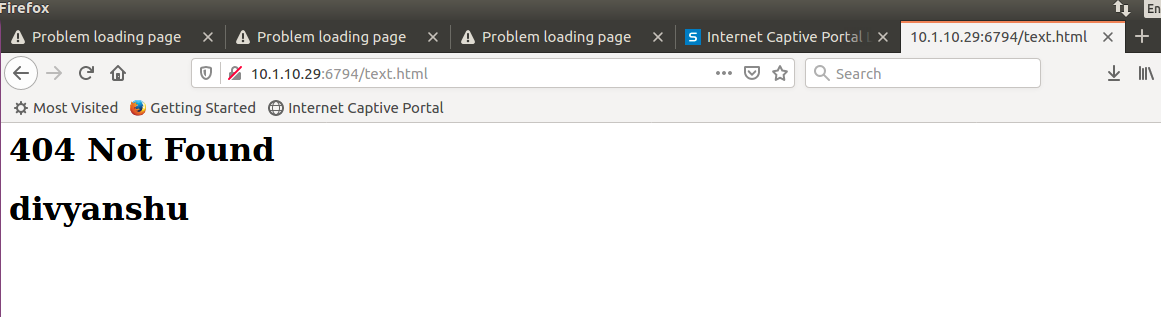 Firefox
En
Problem loading page
Problem loading page
Problem loading page
S Internet Captive Portal
10.1.10.29:6794/text.html
10.1.10.29:6794/text.html
Search
Most Visited
Getting Started
Internet Captive Portal
404 Not Found
divyanshu